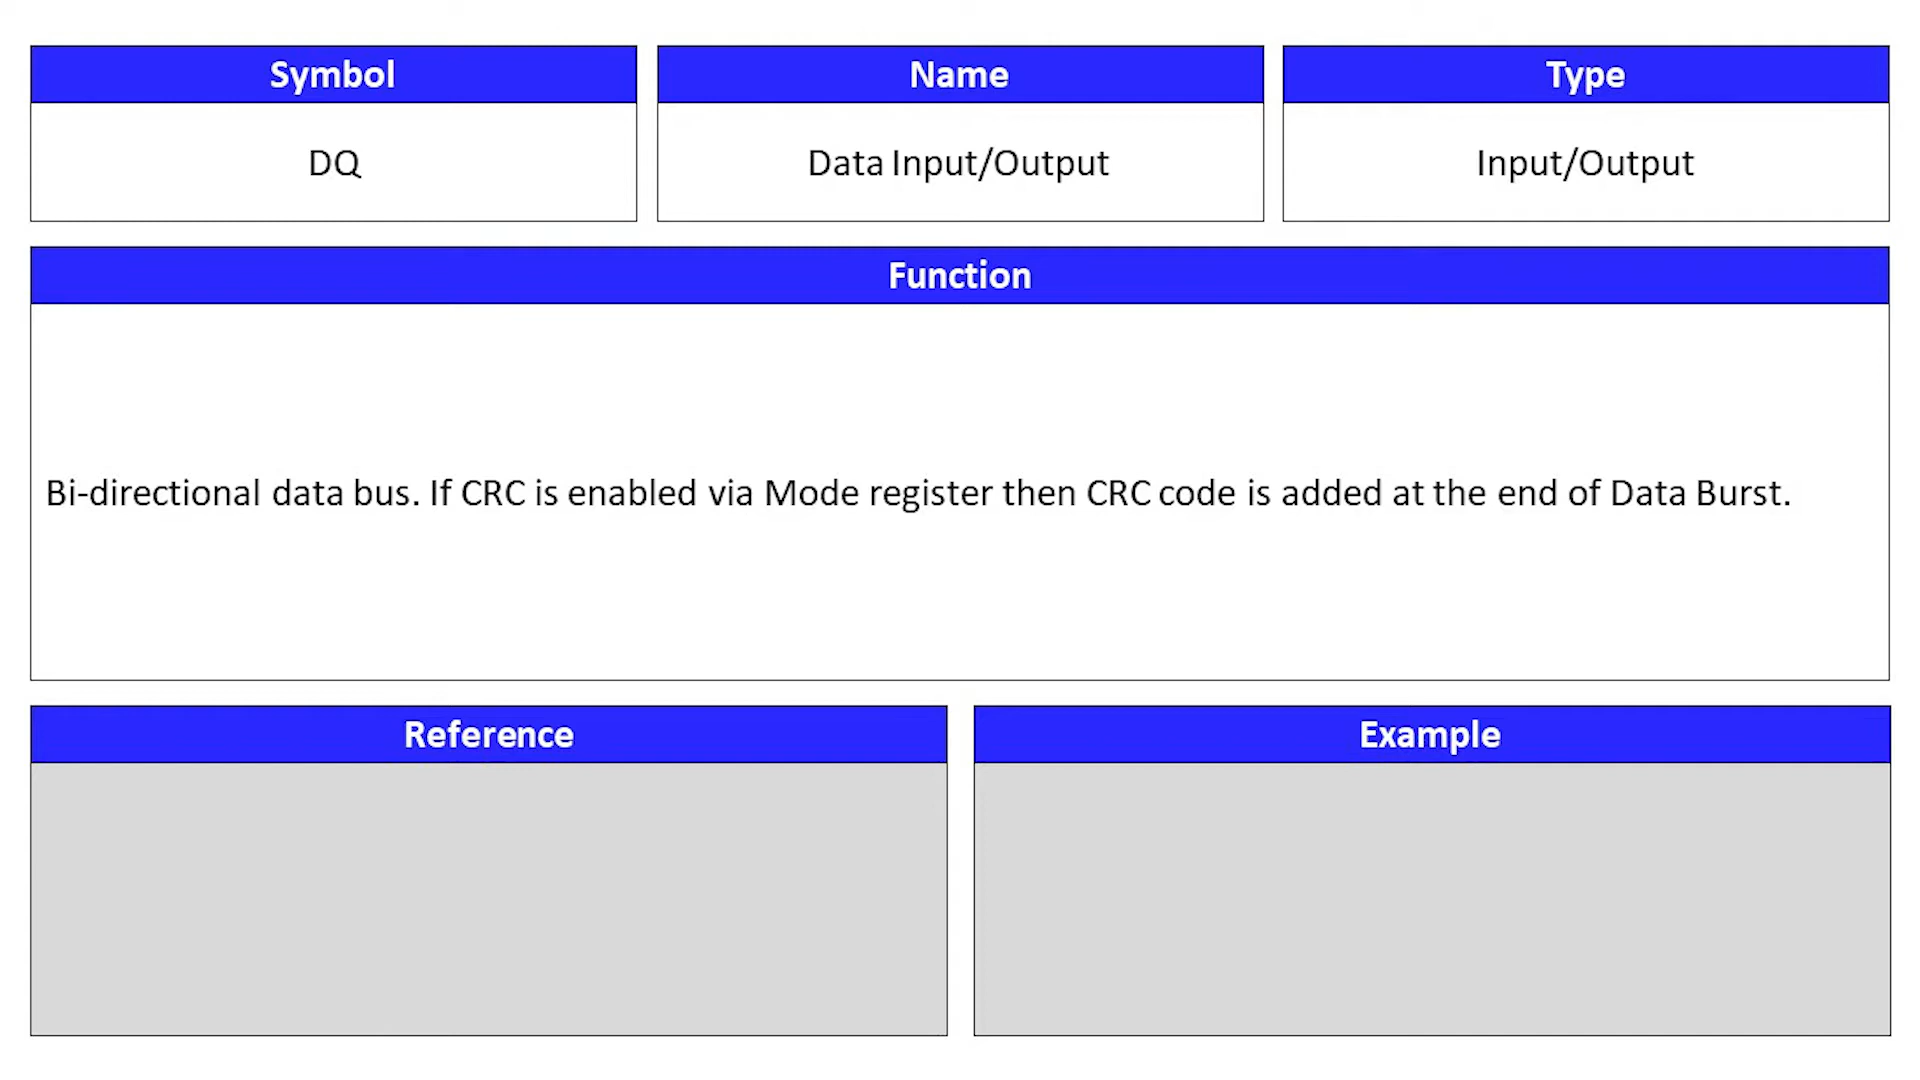 Symbol
Name
Type
DQ
Data Input/Output
Input/Output
Function
Bi-directional data bus. If CRC is enabled via Mode register then CRC code is added at the end of Data Burst.
Reference
Example